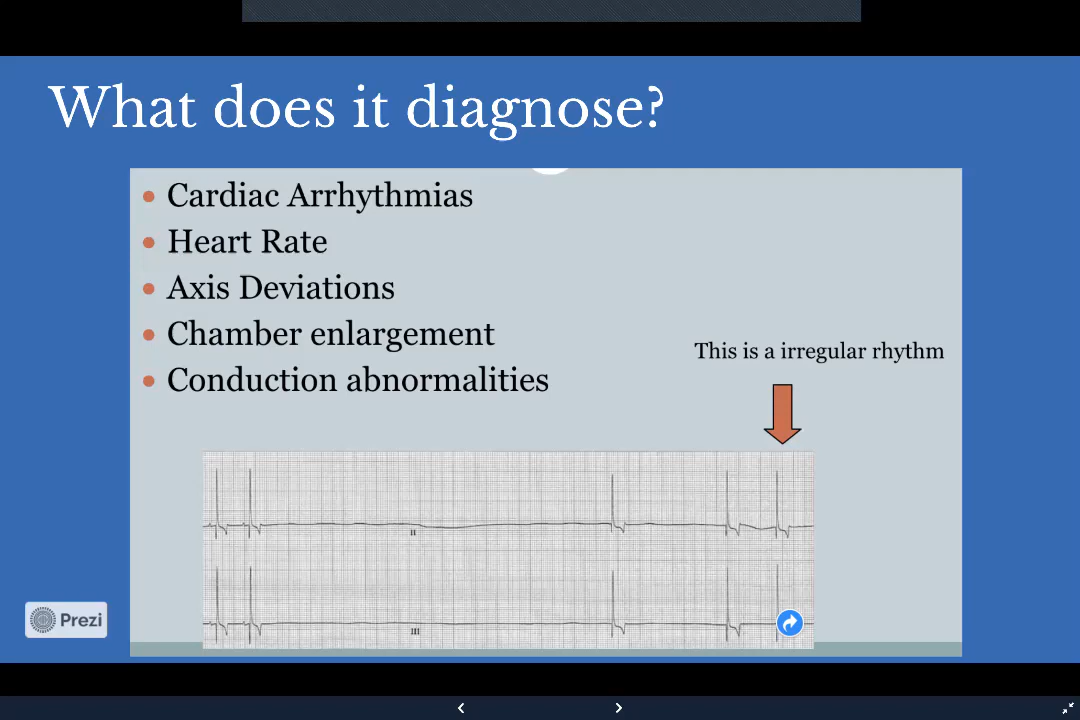 What does it diagnose?
Cardiac Arrhythmias
Heart Rate
Axis Deviations
Chamber enlargement
Conduction abnormalities
This is a irregular rhythm
II
III
Prezi